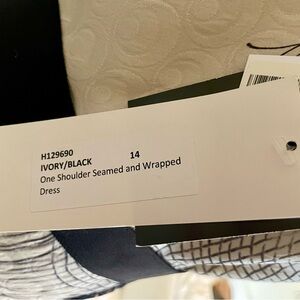 H129690
IVORY/BLACK 14
One Shoulder Seamed and Wrapped
Dress